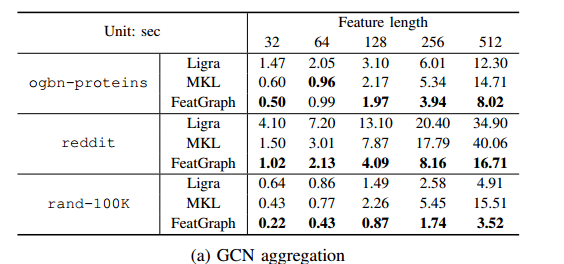 Unit: sec Feature length
32 64 128 256 512
Ligra 1.47 2.05 3.10 6.01 12.30
ogbn-proteins MKL 0.60 0.96 2.17 5.34 14.71
FeatGraph 0.50 0.99 1.97 3.94 8.02
Ligra 4.10 7.20 13.10 20.40 34.90
reddit MKL 1.50 3.01 7.87 17.79 40.06
FeatGraph 1.02 2.13 4.09 8.16 16.71
Ligra 0.64 0.86 1.49 2.58 4.91
rand-100K MKL 0.43 0.77 2.26 5.45 15.51
FeatGraph 0.22 0.43 0.87 1.74 3.52
(a) GCN aggregation